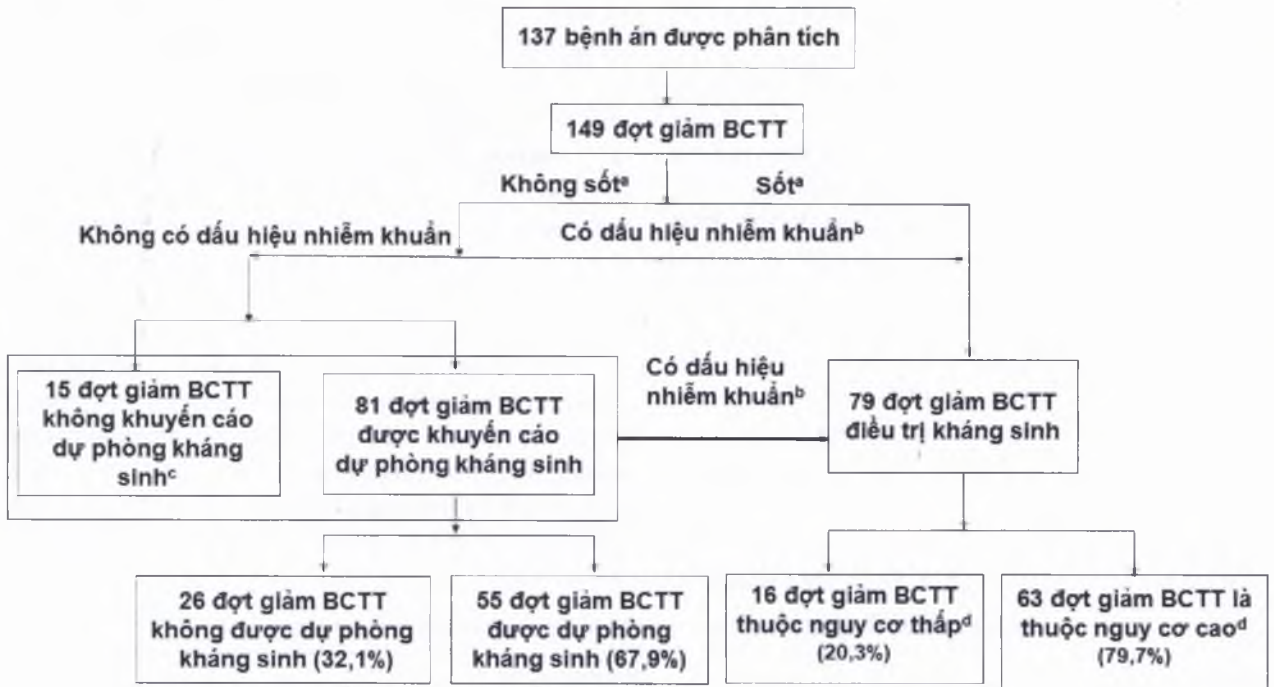 137 bệnh án được phân tích
149 đợt giảm BCTT
Không sốtᵃ
Sốtᵃ
Không có dấu hiệu nhiễm khuẩn
Có dấu hiệu nhiễm khuẩnᵇ
15 đợt giảm BCTT
không khuyến cáo
dự phòng kháng
sinhᶜ
81 đợt giảm BCTT
được khuyến cáo
dự phòng kháng sinh
Có dấu hiệu
nhiễm khuẩnᵇ
79 đợt giảm BCTT
điều trị kháng sinh
26 đợt giảm BCTT
không được dự phòng
kháng sinh (32,1%)
55 đợt giảm BCTT
được dự phòng
kháng sinh (67,9%)
16 đợt giảm BCTT
thuộc nguy cơ thấpᵈ
(20,3%)
63 đợt giảm BCTT là
thuộc nguy cơ caoᵈ
(79,7%)